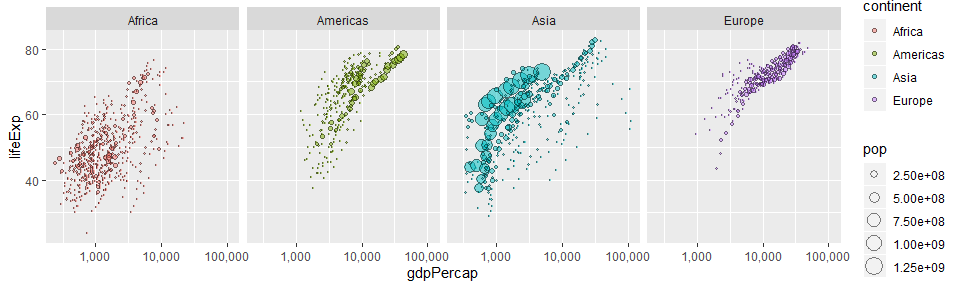 Africa
Americas
Asia
Europe
lifeExp
80
60
40
1,000
10,000
100,000
1,000
10,000
100,000
1,000
10,000
100,000
1,000
10,000
100,000
gdpPercap
continent
Africa
Americas
Asia
Europe
pop
2.50e+08
5.00e+08
7.50e+08
1.00e+09
1.25e+09